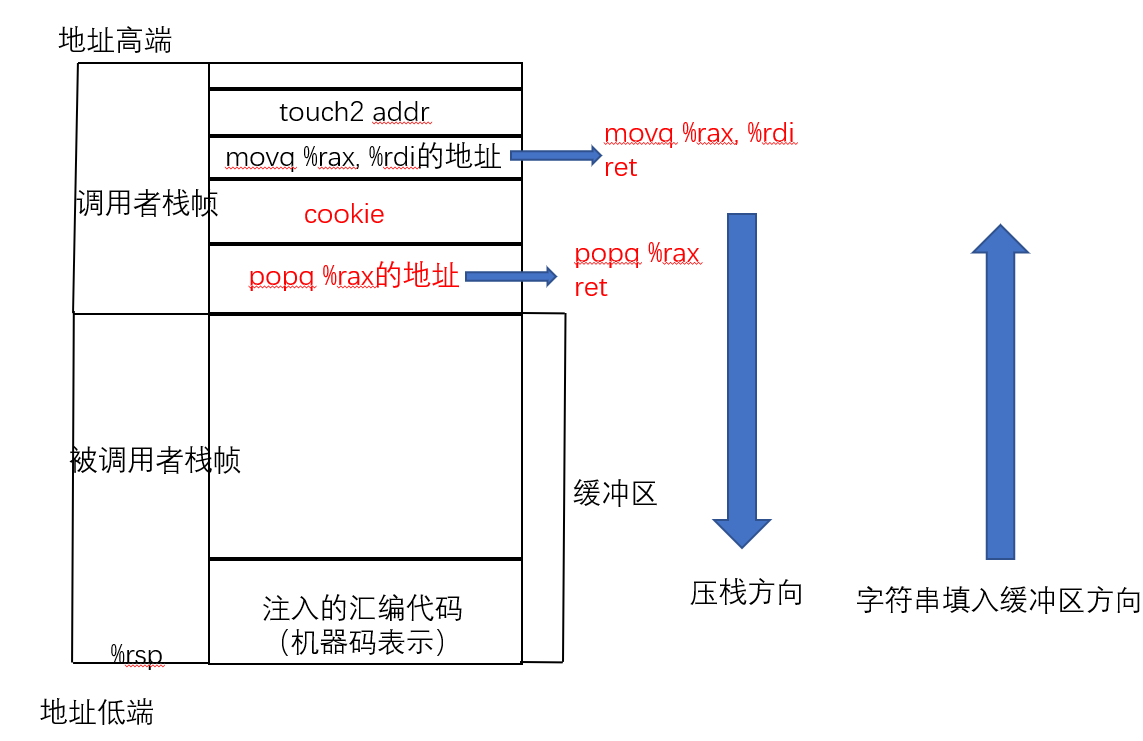 地址高端
touch2 addr
movq %rax, %rdi的地址
movq %rax, %rdi
ret
调用者栈帧
cookie
popq %rax的地址
popq %rax
ret
被调用者栈帧
缓冲区
注入的汇编代码
（机器码表示）
压栈方向
字符串填入缓冲区方向
%rsp
地址低端